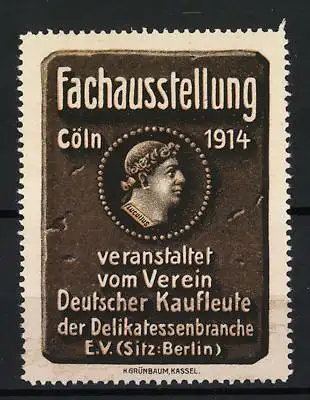 Fachausstellung
Cöln 1914
LUCULLUS
veranstaltet
vom Verein
Deutscher Kaufleute
der Delikatessenbranche
E.V. (Sitz: Berlin)
H. GRÜNBAUM, KASSEL.